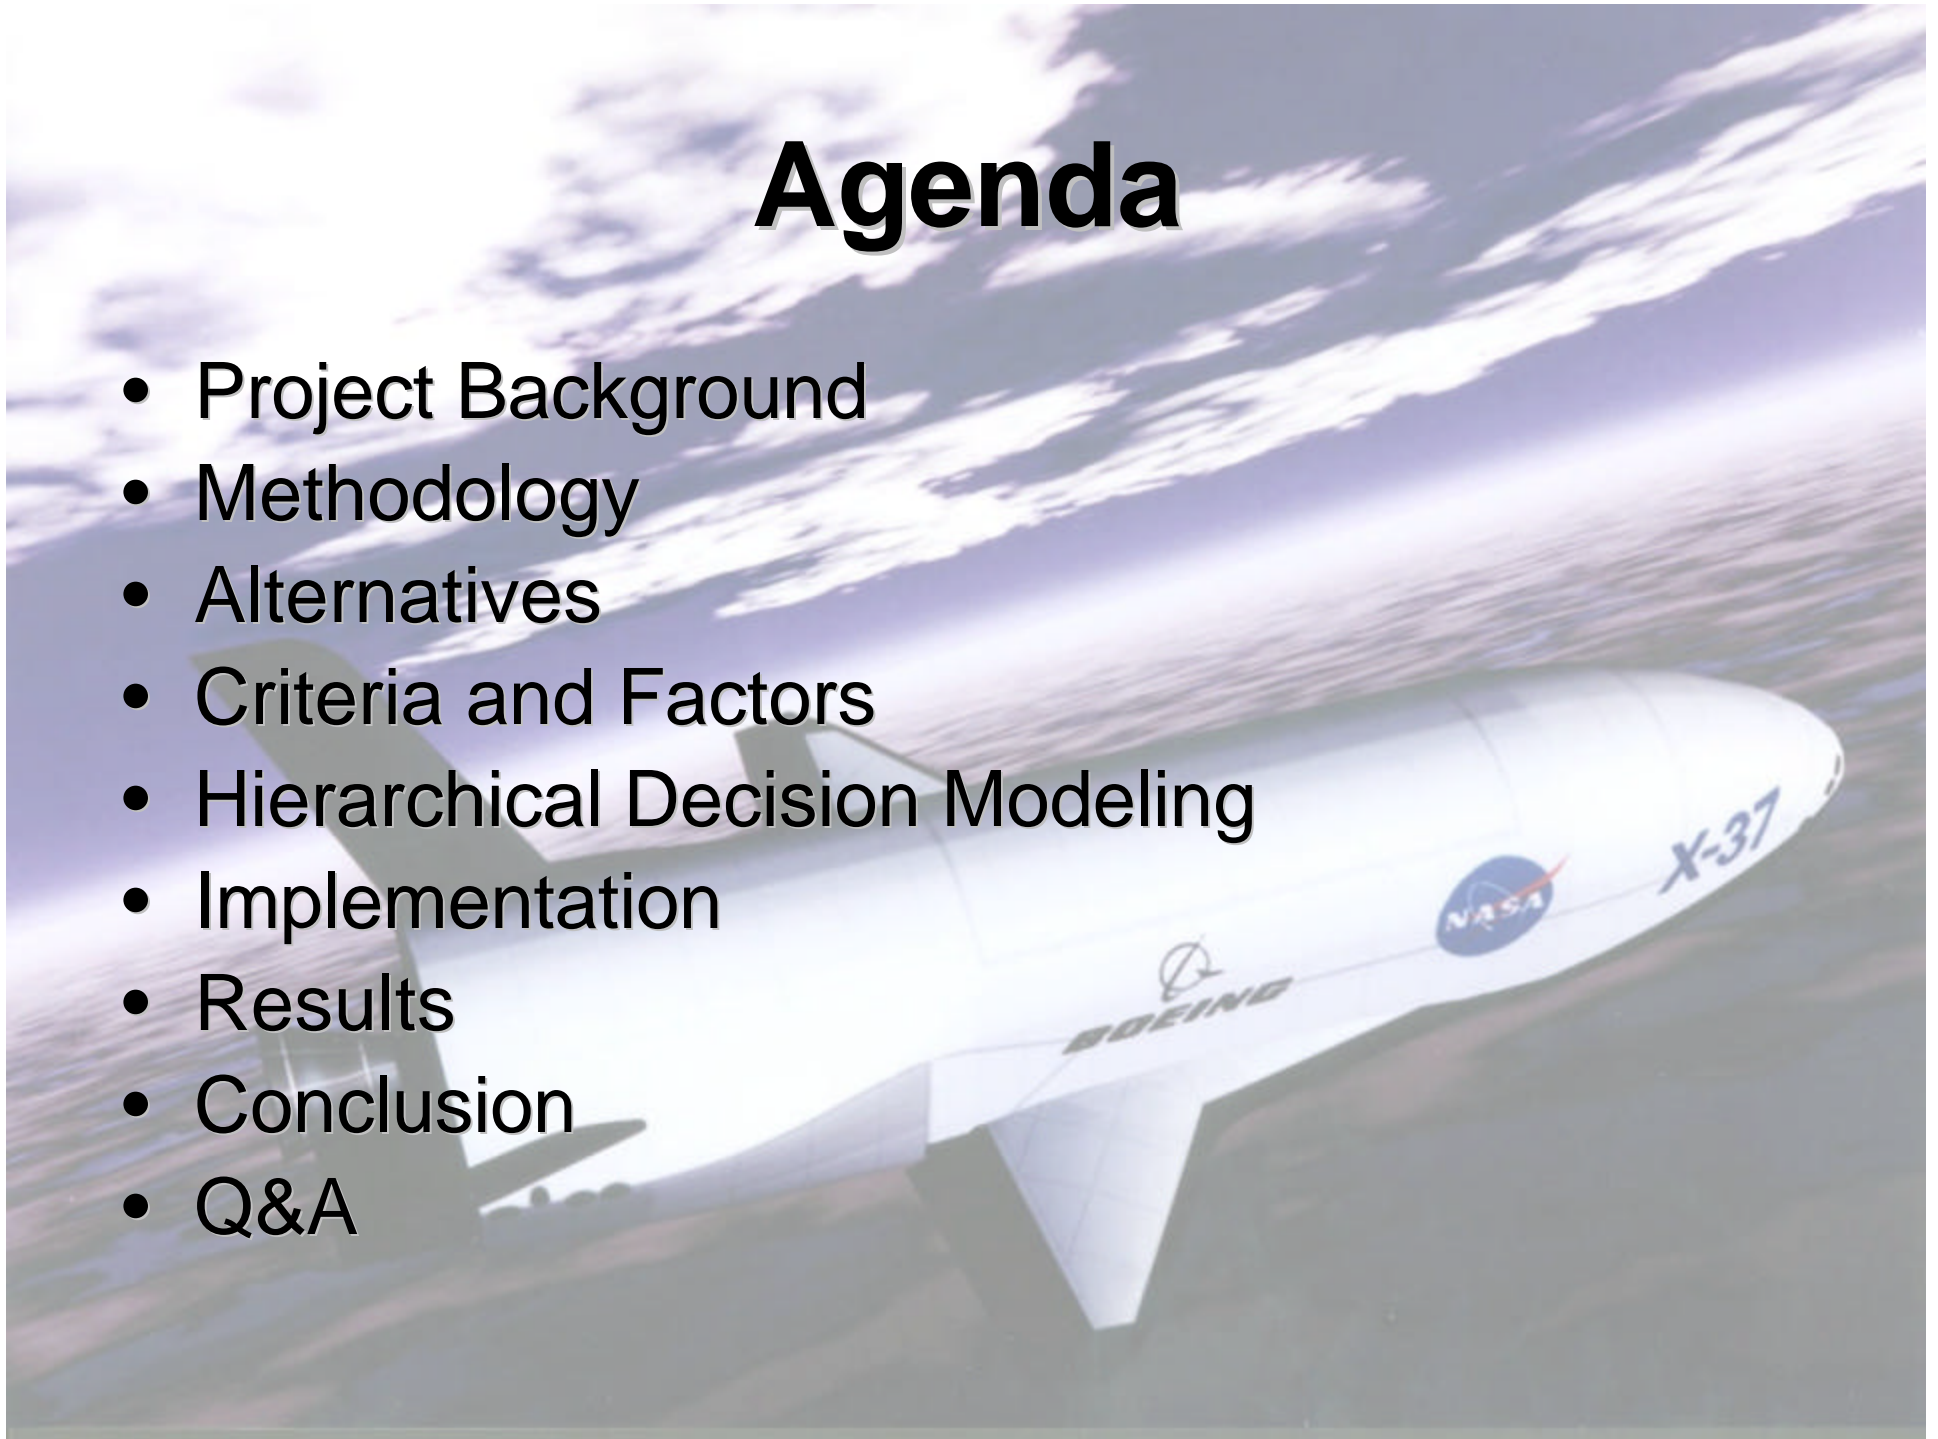 Agenda
• Project Background
• Methodology
• Alternatives
• Criteria and Factors
• Hierarchical Decision Modeling
• Implementation
• Results
• Conclusion
• Q&A
X-37
NASA
BOEING